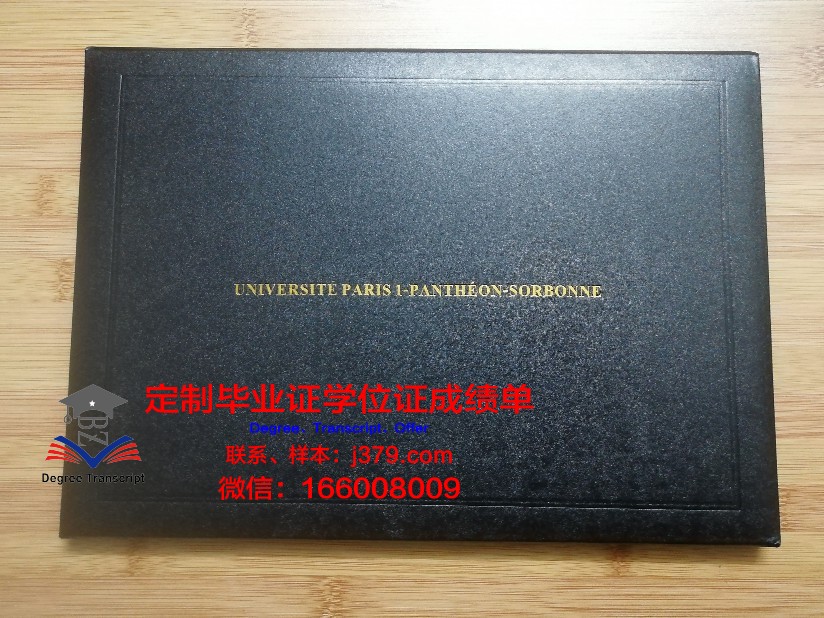 UNIVERSITE PARIS 1-PANTHÉON-SORBONNE
定制毕业证学位证成绩单
Degree、Transcript、Offer
联系、样本：j379.com
微信：166008009
Degree Transcript